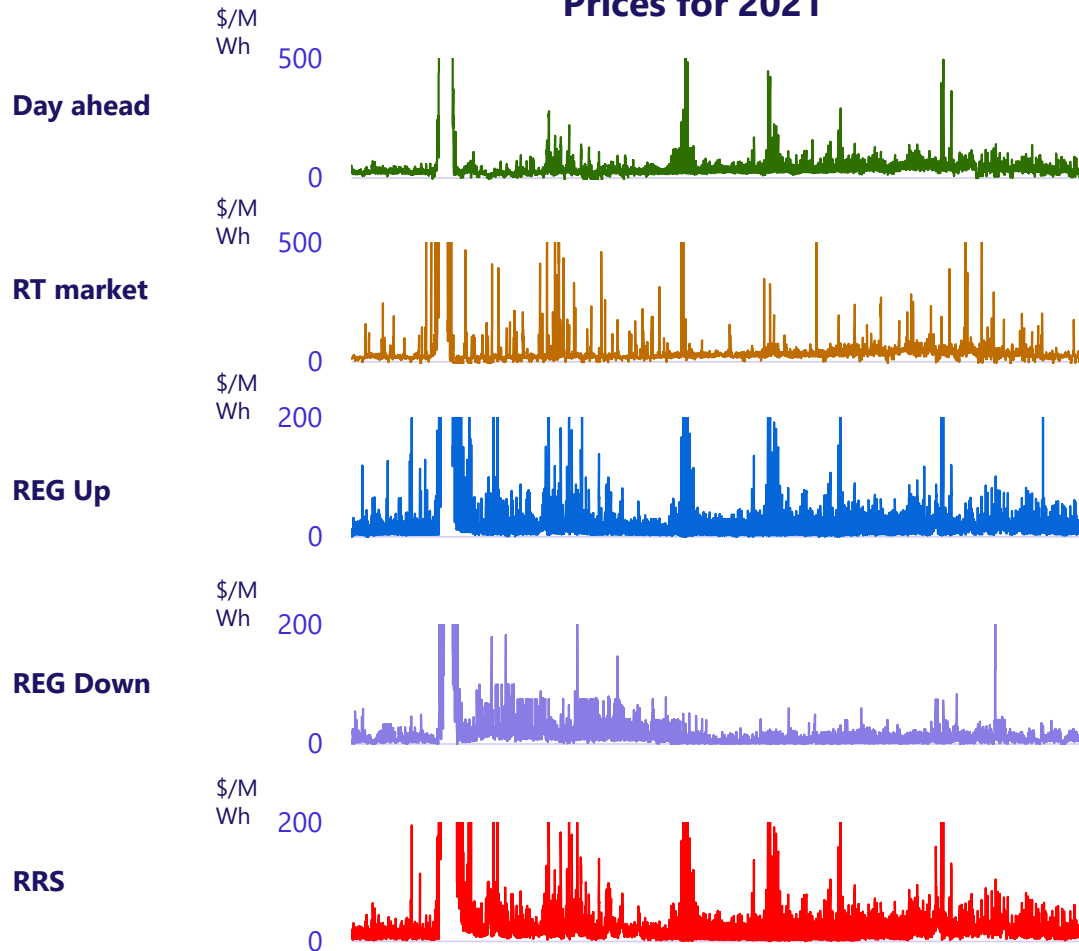 Prices for 2021
$/M
Wh
500
Day ahead
0
$/M
Wh
500
RT market
0
$/M
Wh
200
REG Up
0
$/M
Wh
200
REG Down
0
$/M
Wh
200
RRS
0